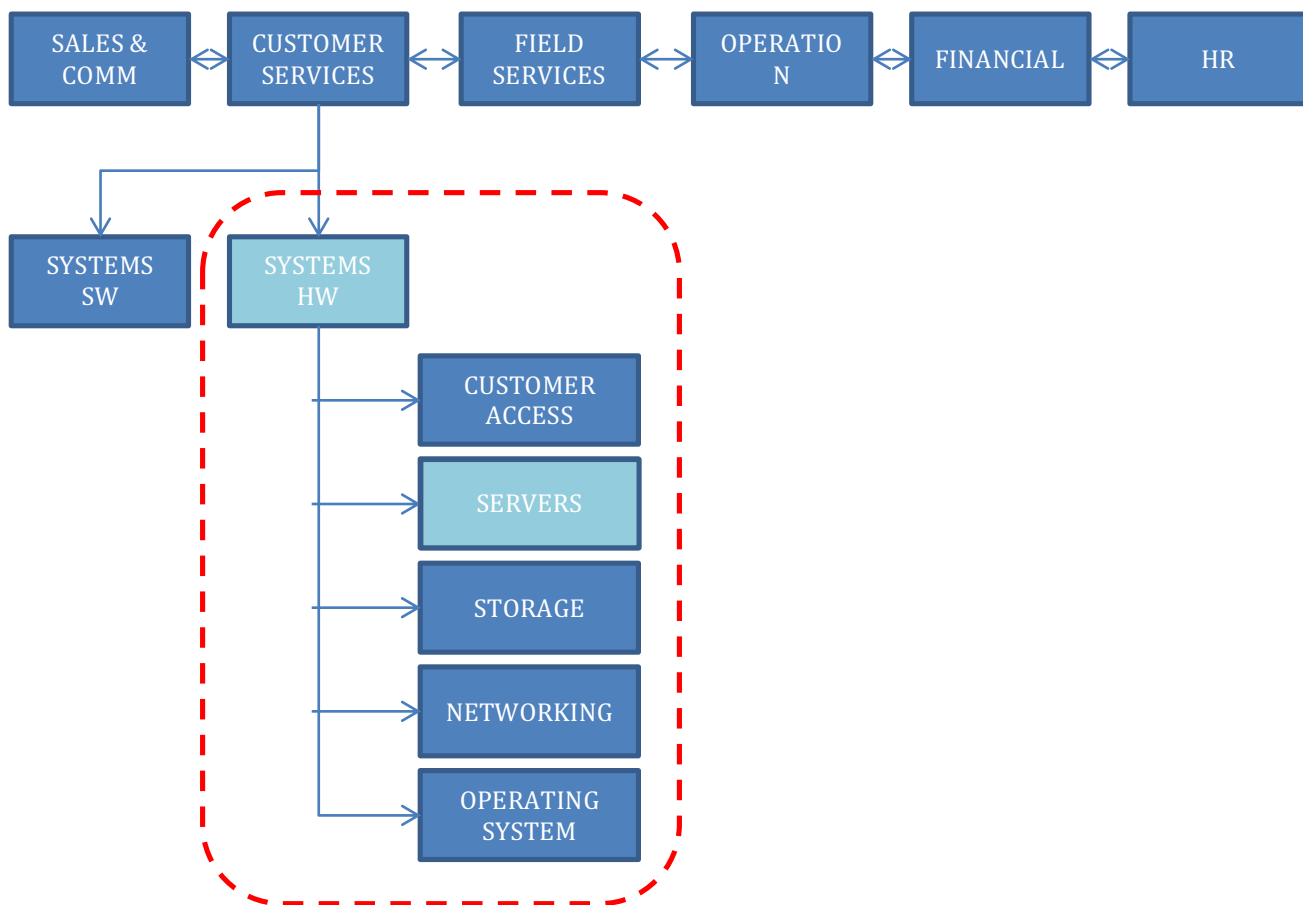 SALES &
COMM
CUSTOMER
SERVICES
FIELD
SERVICES
OPERATIO
N
FINANCIAL
HR
SYSTEMS
SW
SYSTEMS
HW
CUSTOMER
ACCESS
SERVERS
STORAGE
NETWORKING
OPERATING
SYSTEM